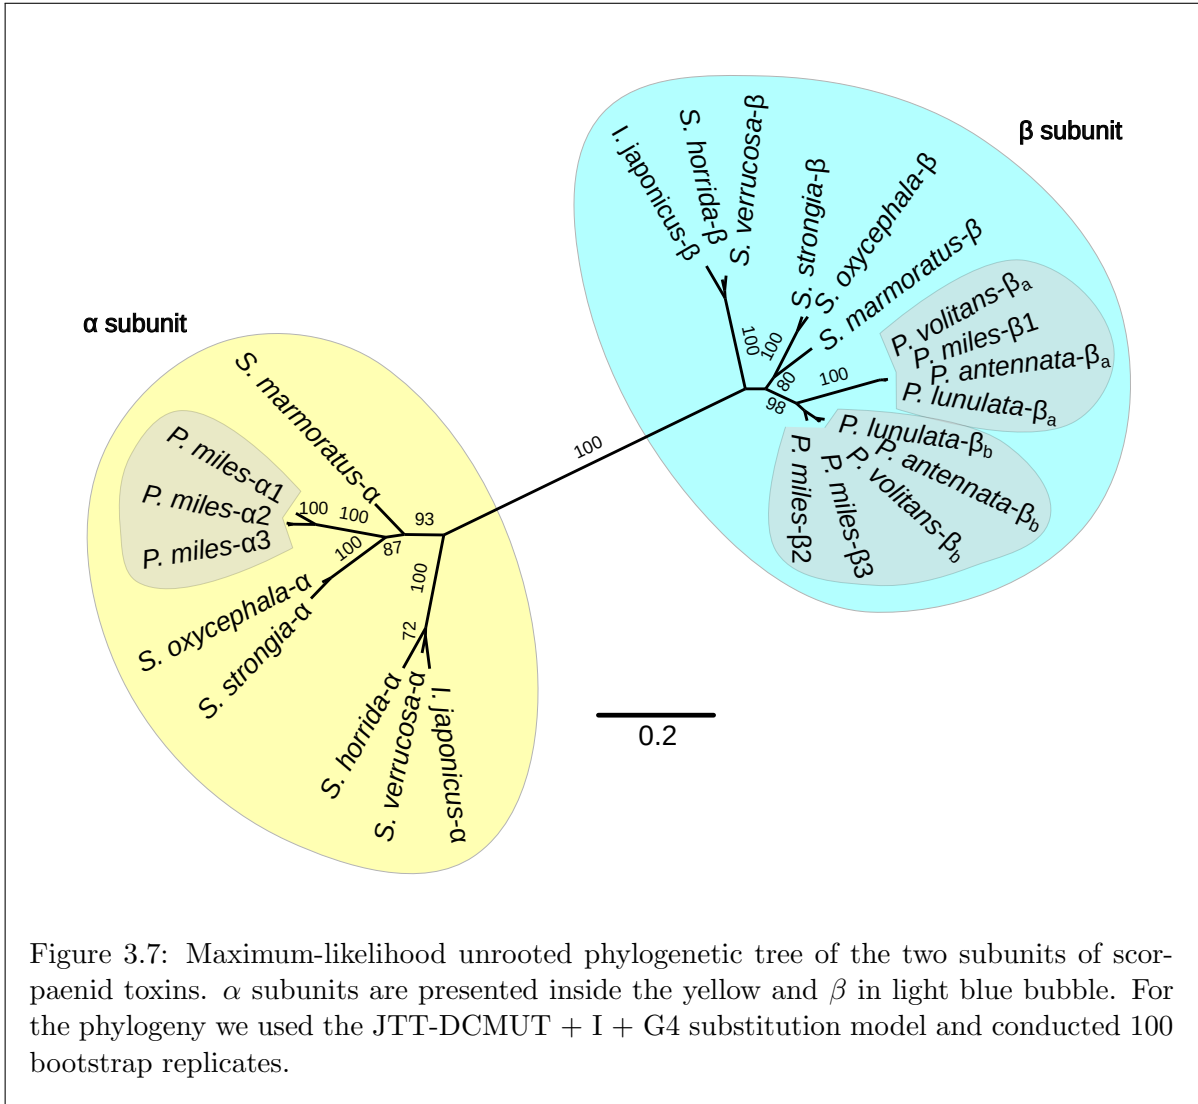 β subunit
I. japonicus-β
S. horrida-β
S. verrucosa-β
S. strongia-β
S. oxycephala-β
S. marmoratus-β
P. volitans-βa
P. miles-β1
P. antennata-βa
P. lunulata-βa
P. lunulata-βb
P. antennata-βb
P. volitans-βb
P. miles-β3
P. miles-β2
100
100
80
100
98
100
α subunit
S. marmoratus-α
P. miles-α1
P. miles-α2
P. miles-α3
S. oxycephala-α
S. strongia-α
S. horrida-α
S. verrucosa-α
I. japonicus-α
100
100
93
100
87
100
72
0.2
Figure 3.7: Maximum-likelihood unrooted phylogenetic tree of the two subunits of scor-
paenid toxins. α subunits are presented inside the yellow and β in light blue bubble. For
the phylogeny we used the JTT-DCMUT + I + G4 substitution model and conducted 100
bootstrap replicates.